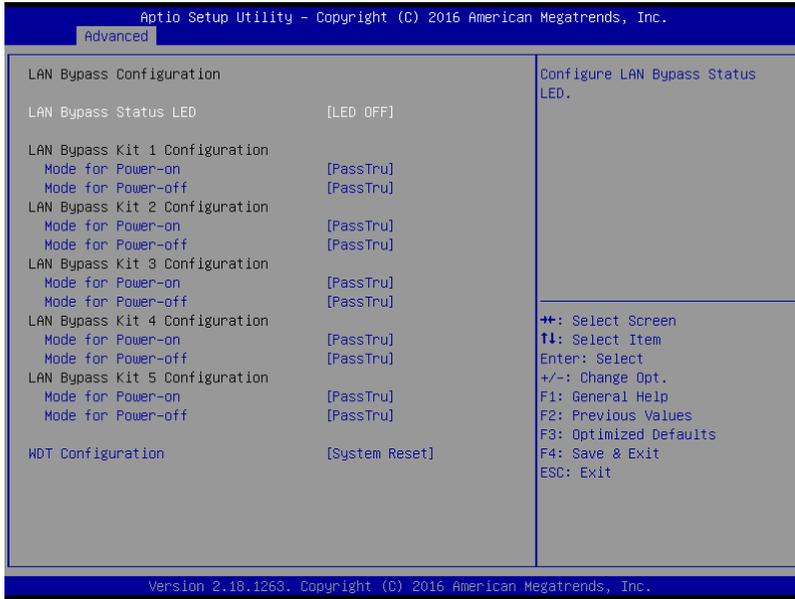 Aptio Setup Utility – Copyright (C) 2016 American Megatrends, Inc.
Advanced
LAN Bypass Configuration
LAN Bypass Status LED [LED OFF]
LAN Bypass Kit 1 Configuration
Mode for Power-on [PassTru]
Mode for Power-off [PassTru]
LAN Bypass Kit 2 Configuration
Mode for Power-on [PassTru]
Mode for Power-off [PassTru]
LAN Bypass Kit 3 Configuration
Mode for Power-on [PassTru]
Mode for Power-off [PassTru]
LAN Bypass Kit 4 Configuration
Mode for Power-on [PassTru]
Mode for Power-off [PassTru]
LAN Bypass Kit 5 Configuration
Mode for Power-on [PassTru]
Mode for Power-off [PassTru]
WDT Configuration [System Reset]
Configure LAN Bypass Status
LED.
→←: Select Screen
↑↓: Select Item
Enter: Select
+/-: Change Opt.
F1: General Help
F2: Previous Values
F3: Optimized Defaults
F4: Save & Exit
ESC: Exit
Version 2.18.1263. Copyright (C) 2016 American Megatrends, Inc.